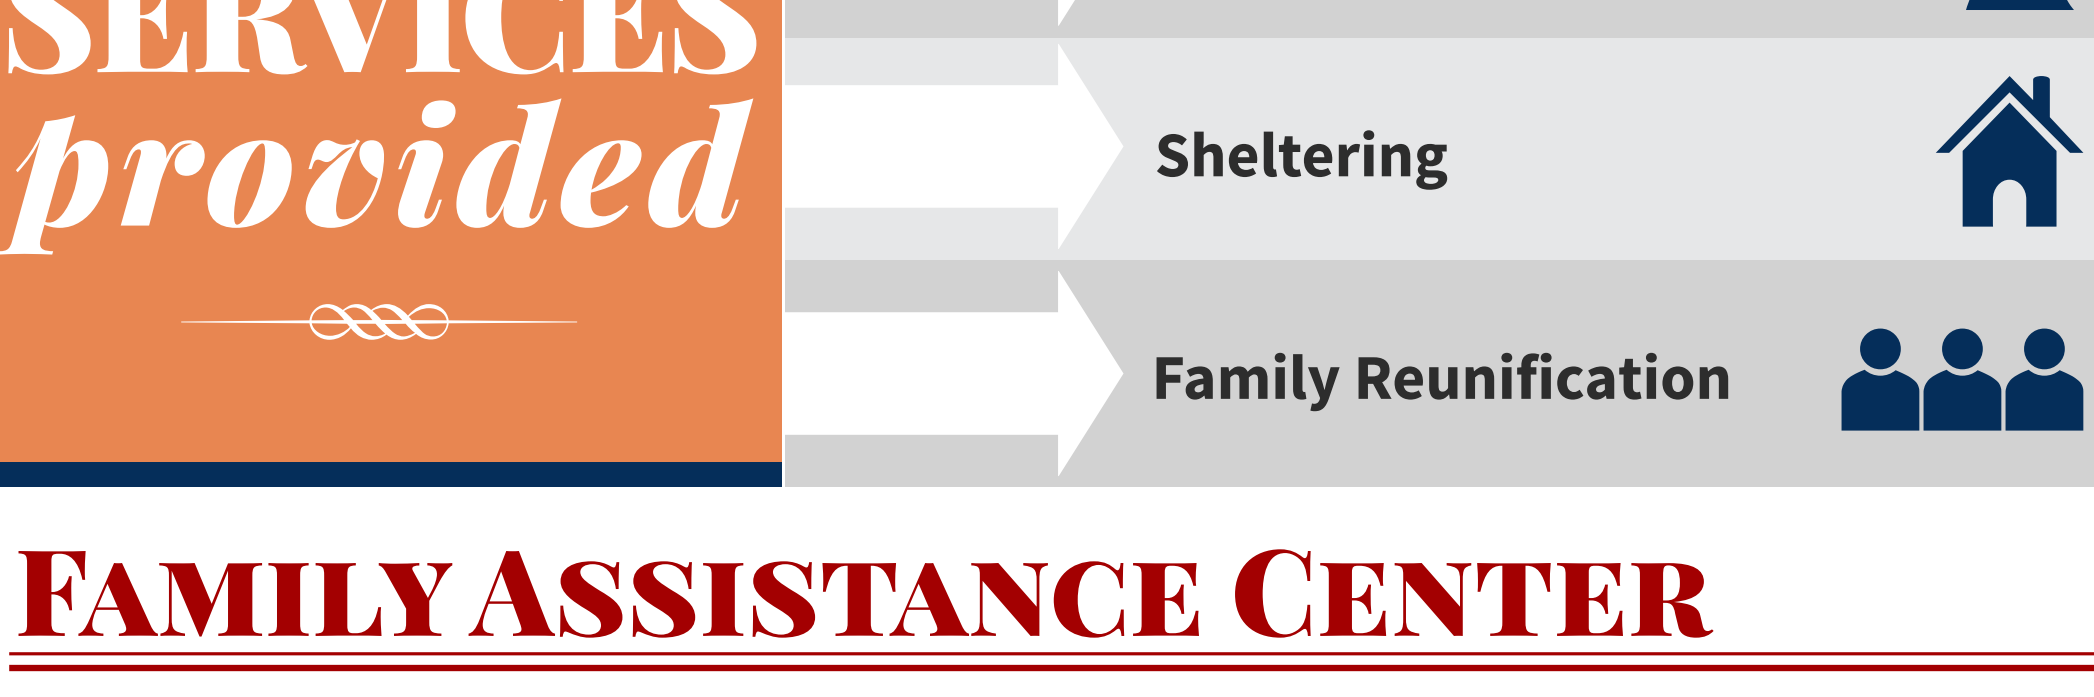 SERVICES
provided
Sheltering
Family Reunification
FAMILY ASSISTANCE CENTER